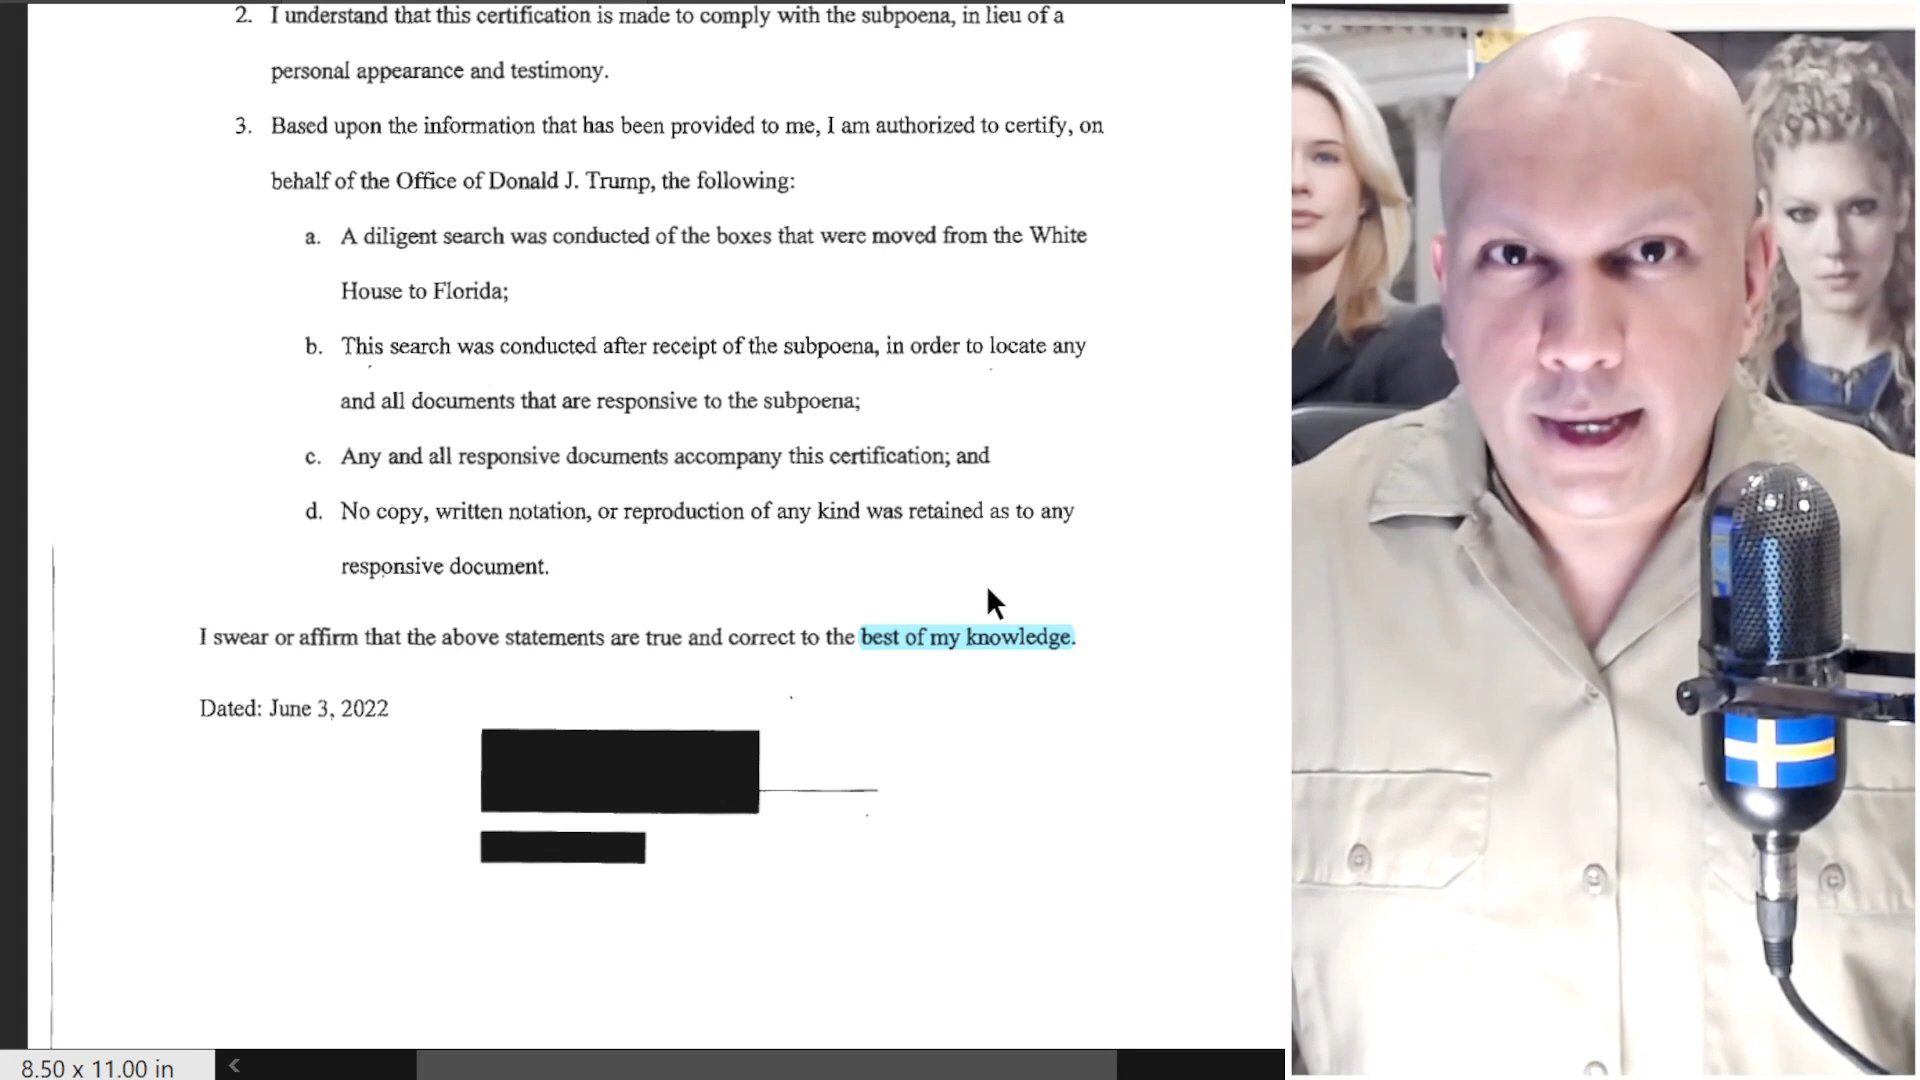 2. I understand that this certification is made to comply with the subpoena, in lieu of a
personal appearance and testimony.
3. Based upon the information that has been provided to me, I am authorized to certify, on
behalf of the Office of Donald J. Trump, the following:
a. A diligent search was conducted of the boxes that were moved from the White
House to Florida;
b. This search was conducted after receipt of the subpoena, in order to locate any
and all documents that are responsive to the subpoena;
c. Any and all responsive documents accompany this certification; and
d. No copy, written notation, or reproduction of any kind was retained as to any
responsive document.
I swear or affirm that the above statements are true and correct to the best of my knowledge.
Dated: June 3, 2022
8.50 x 11.00 in